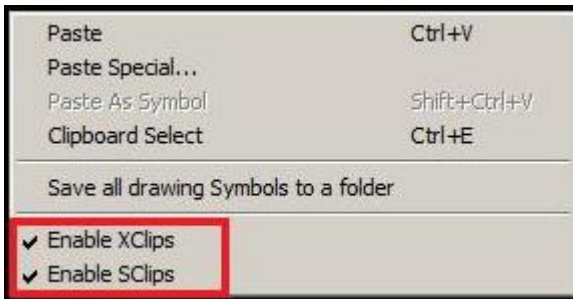 Paste Ctrl+V
Paste Special...
Paste As Symbol Shift+Ctrl+V
Clipboard Select Ctrl+E
Save all drawing Symbols to a folder
Enable XClips
Enable SClips